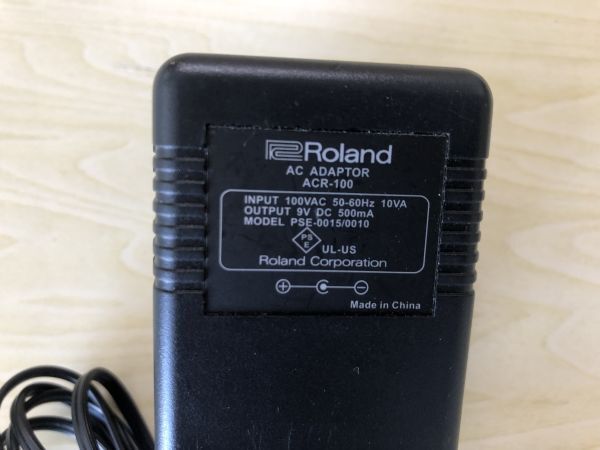 Roland
AC ADAPTOR
ACR-100
INPUT 100VAC 50-60Hz 10VA
OUTPUT 9V DC 500mA
MODEL PSE-0015/0010
PS
E
UL-US
Roland Corporation
Made in China